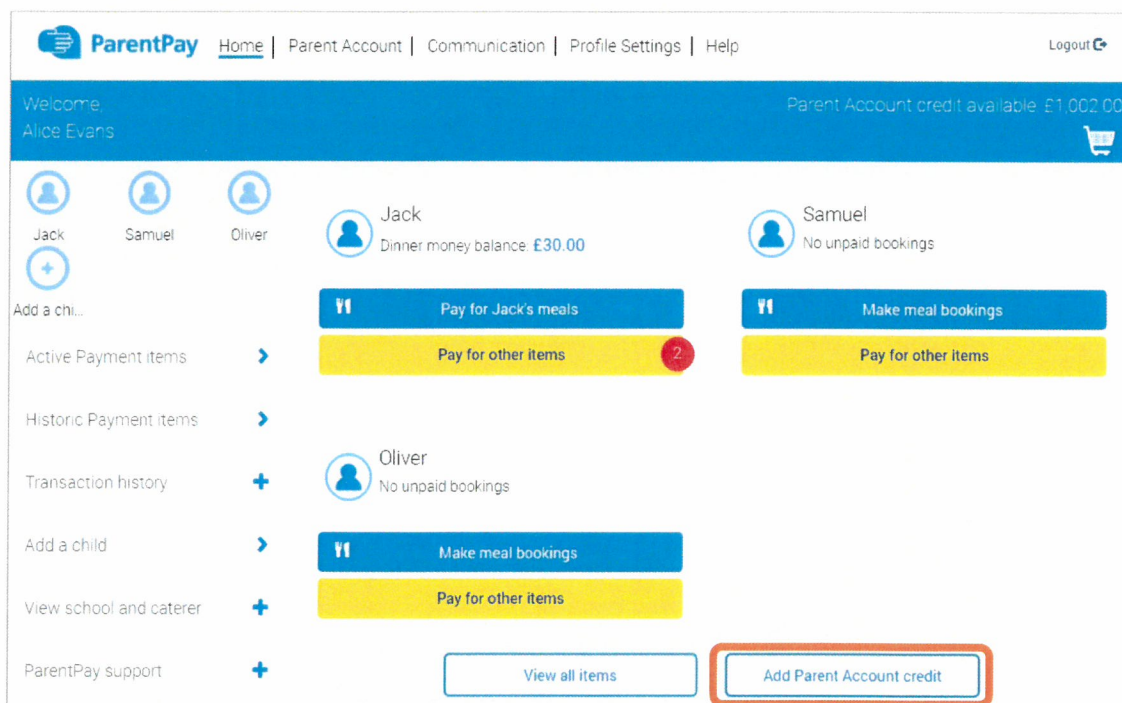 ParentPay Home | Parent Account | Communication | Profile Settings | Help Logout
Welcome,
Alice Evans
Parent Account credit available £1,002.00
Jack Samuel Oliver
Add a chi...
Active Payment items
Historic Payment items
Transaction history
Add a child
View school and caterer
ParentPay support
Jack
Dinner money balance: £30.00
Pay for Jack's meals
Pay for other items 2
Samuel
No unpaid bookings
Make meal bookings
Pay for other items
Oliver
No unpaid bookings
Make meal bookings
Pay for other items
View all items
Add Parent Account credit